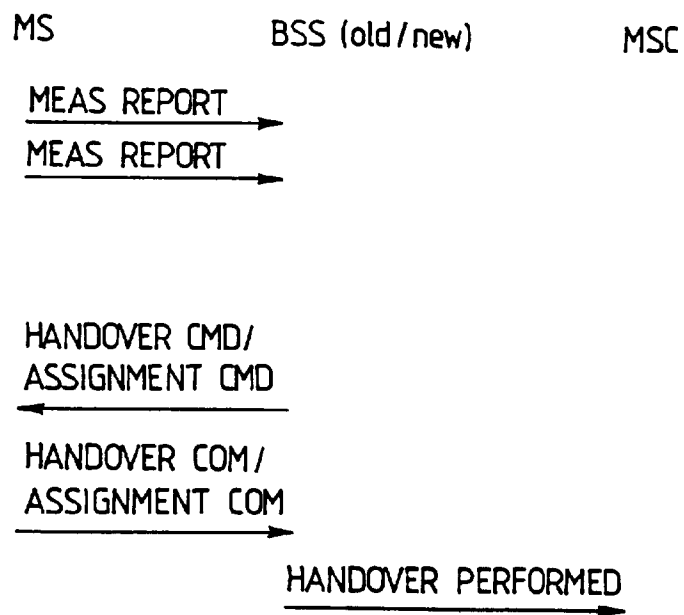 MS BSS (old/new) MSC
MEAS REPORT
MEAS REPORT
HANDOVER CMD/
ASSIGNMENT CMD
HANDOVER COM/
ASSIGNMENT COM
HANDOVER PERFORMED